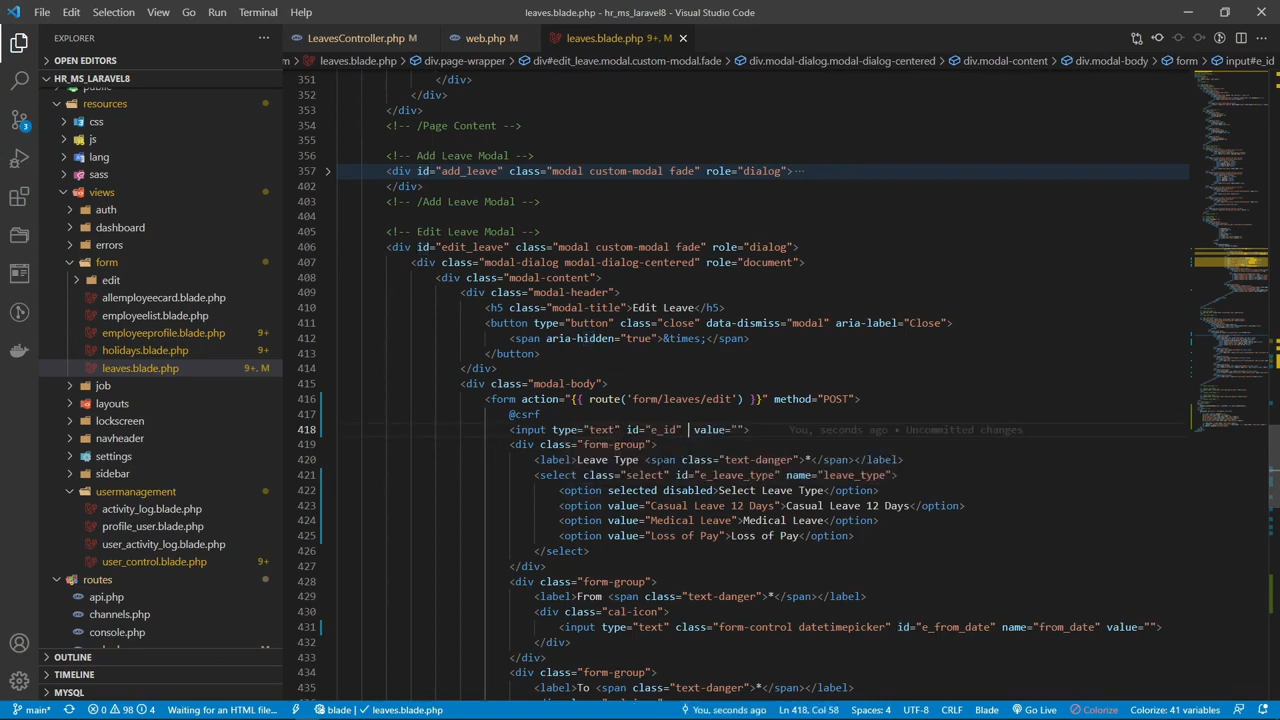 File Edit Selection View Go Run Terminal Help
leaves.blade.php - hr_ms_laravel8 - Visual Studio Code
EXPLORER
LeavesController.php M
web.php M
leaves.blade.php 9+, M
OPEN EDITORS
leaves.blade.php > div.page-wrapper > div#edit_leave.modal.custom-modal.fade > div.modal-dialog.modal-dialog-centered > div.modal-content > div.modal-body > form > input#e_id
HR_MS_LARAVEL8
public
resources
css
js
lang
sass
views
auth
dashboard
errors
form
edit
allemployeecard.blade.php
employeelist.blade.php
employeeprofile.blade.php 9+
holidays.blade.php 9+
leaves.blade.php 9+, M
job
layouts
lockscreen
navheader
settings
sidebar
usermanagement
activity_log.blade.php
profile_user.blade.php
user_activity_log.blade.php
user_control.blade.php 9+
routes
api.php
channels.php
console.php
OUTLINE
TIMELINE
MYSQL
351 </div>
352 </div>
353 </div>
354 <!-- /Page Content -->
355
356 <!-- Add Leave Modal -->
357 <div id="add_leave" class="modal custom-modal fade" role="dialog">···
402 </div>
403 <!-- /Add Leave Modal -->
404
405 <!-- Edit Leave Modal -->
406 <div id="edit_leave" class="modal custom-modal fade" role="dialog">
407 <div class="modal-dialog modal-dialog-centered" role="document">
408 <div class="modal-content">
409 <div class="modal-header">
410 <h5 class="modal-title">Edit Leave</h5>
411 <button type="button" class="close" data-dismiss="modal" aria-label="Close">
412 <span aria-hidden="true">&times;</span>
413 </button>
414 </div>
415 <div class="modal-body">
416 <form action="{{ route('form/leaves/edit') }}" method="POST">
417 @csrf
418 <input type="text" id="e_id" value=""> You, seconds ago • Uncommitted changes
419 <div class="form-group">
420 <label>Leave Type <span class="text-danger">*</span></label>
421 <select class="select" id="e_leave_type" name="leave_type">
422 <option selected disabled>Select Leave Type</option>
423 <option value="Casual Leave 12 Days">Casual Leave 12 Days</option>
424 <option value="Medical Leave">Medical Leave</option>
425 <option value="Loss of Pay">Loss of Pay</option>
426 </select>
427 </div>
428 <div class="form-group">
429 <label>From <span class="text-danger">*</span></label>
430 <div class="cal-icon">
431 <input type="text" class="form-control datetimepicker" id="e_from_date" name="from_date" value="">
432 </div>
433 </div>
434 <div class="form-group">
435 <label>To <span class="text-danger">*</span></label>
3
main* 0 98 4 Waiting for an HTML file... blade | leaves.blade.php You, seconds ago Ln 418, Col 58 Spaces: 4 UTF-8 CRLF Blade Go Live Colorize Colorize: 41 variables